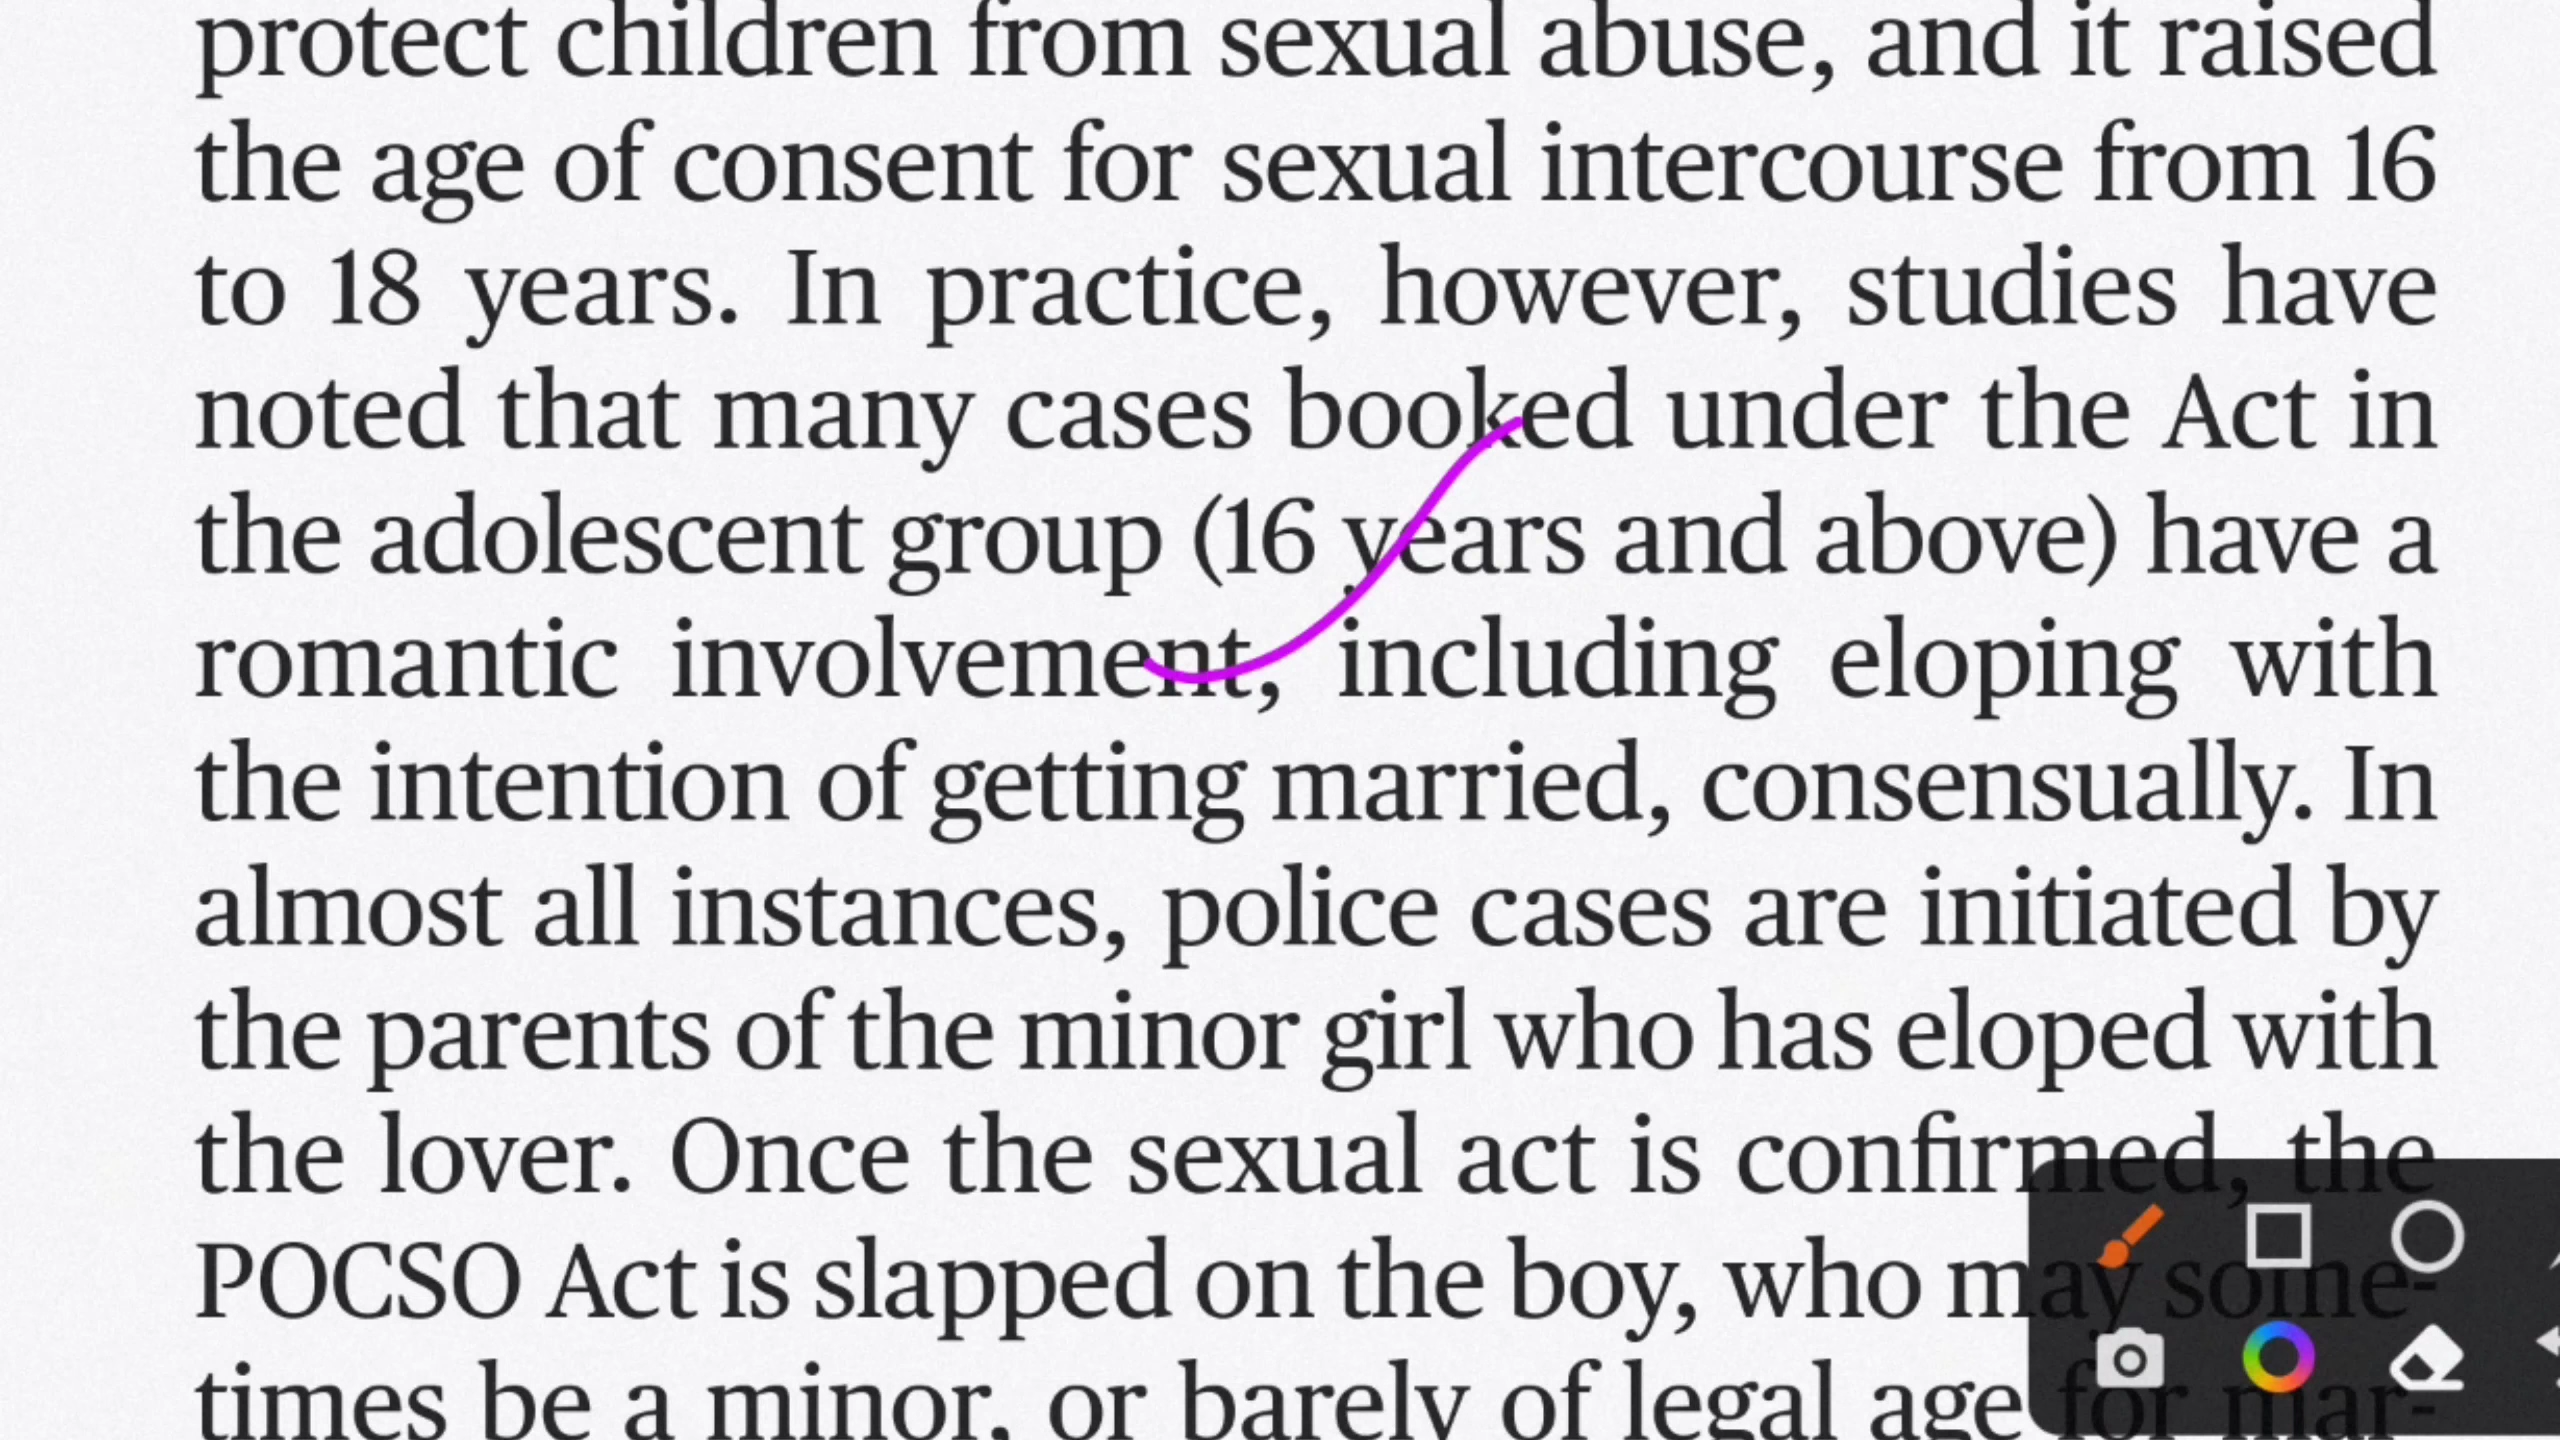 protect children from sexual abuse, and it raised
the age of consent for sexual intercourse from 16
to 18 years. In practice, however, studies have
noted that many cases booked under the Act in
the adolescent group (16 years and above) have a
romantic involvement, including eloping with
the intention of getting married, consensually. In
almost all instances, police cases are initiated by
the parents of the minor girl who has eloped with
the lover. Once the sexual act is confirmed, the
POCSO Act is slapped on the boy, who may some-
times be a minor, or barely of legal age for mar-